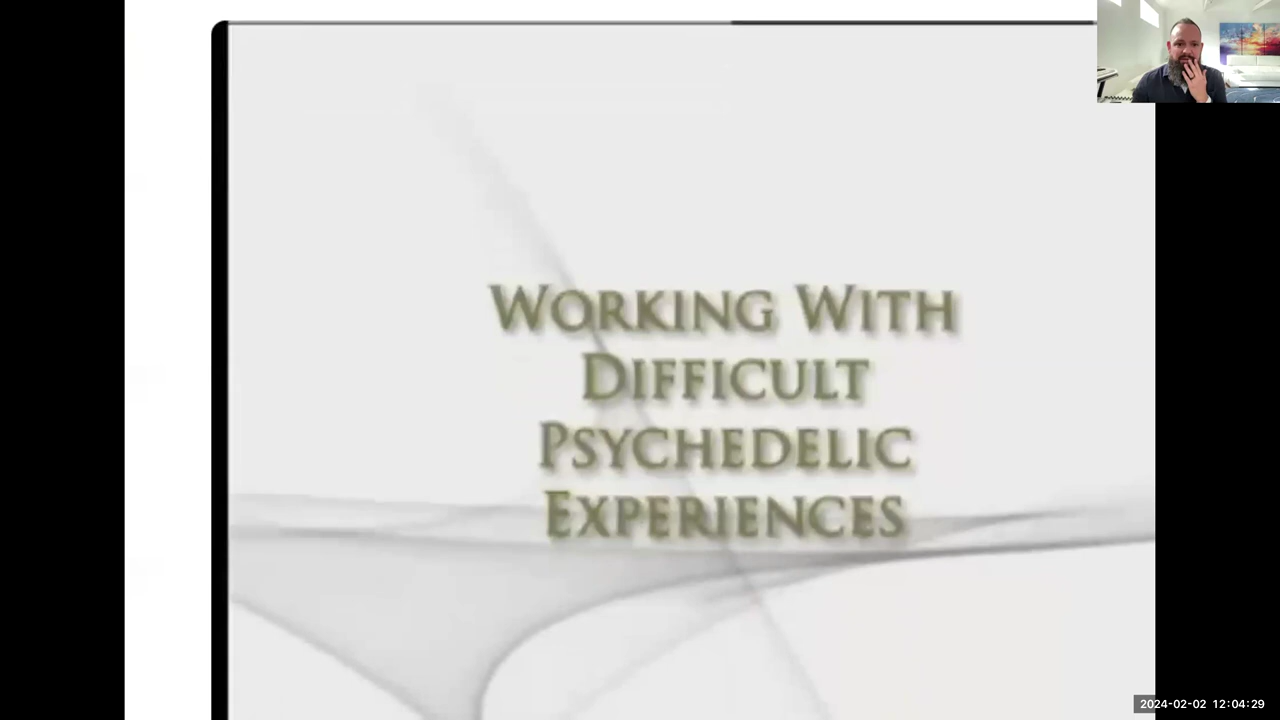 Working With
Difficult
Psychedelic
Experiences
2024-02-02 12:04:29